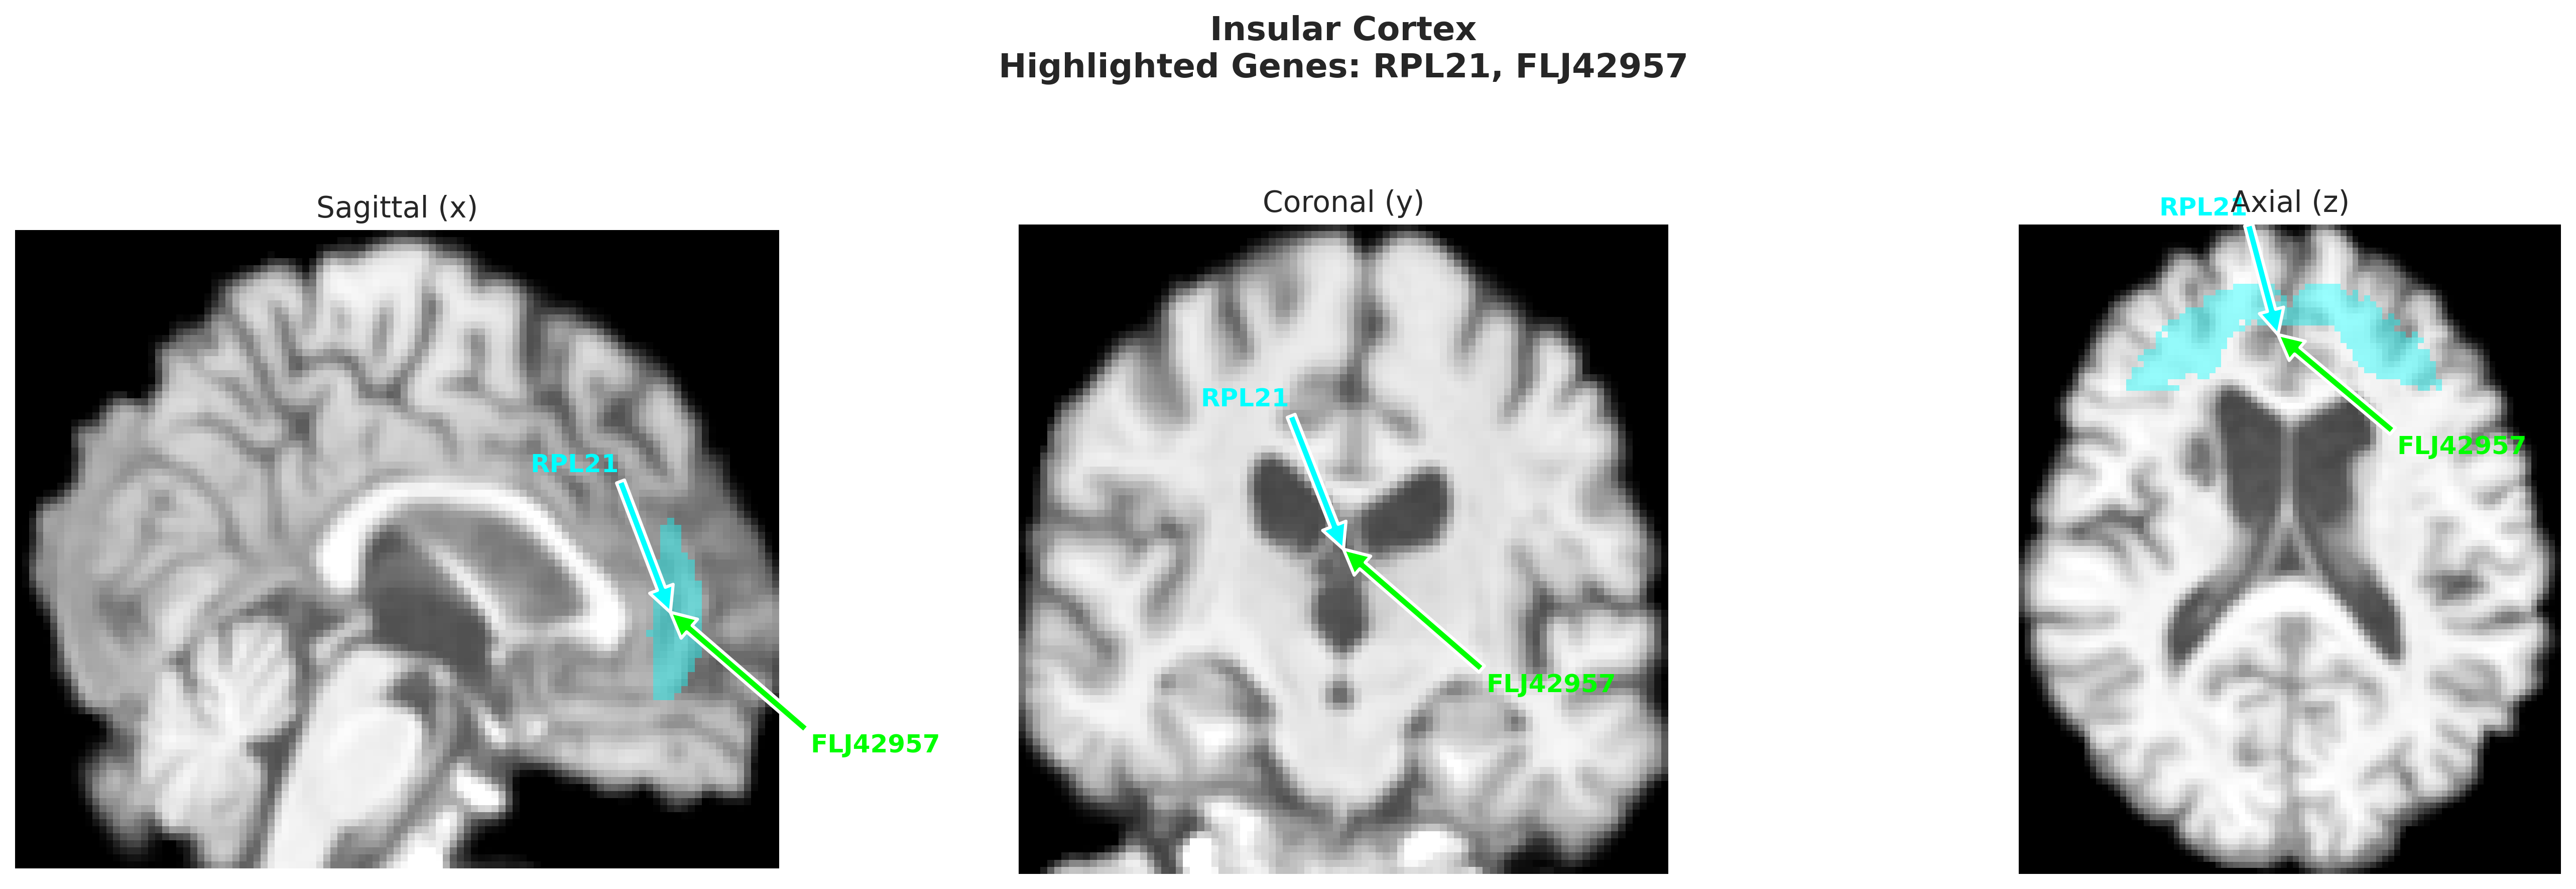 Insular Cortex
Highlighted Genes: RPL21, FLJ42957
Sagittal (x)
RPL21
FLJ42957
Coronal (y)
RPL21
FLJ42957
Axial (z)
RPL21
FLJ42957